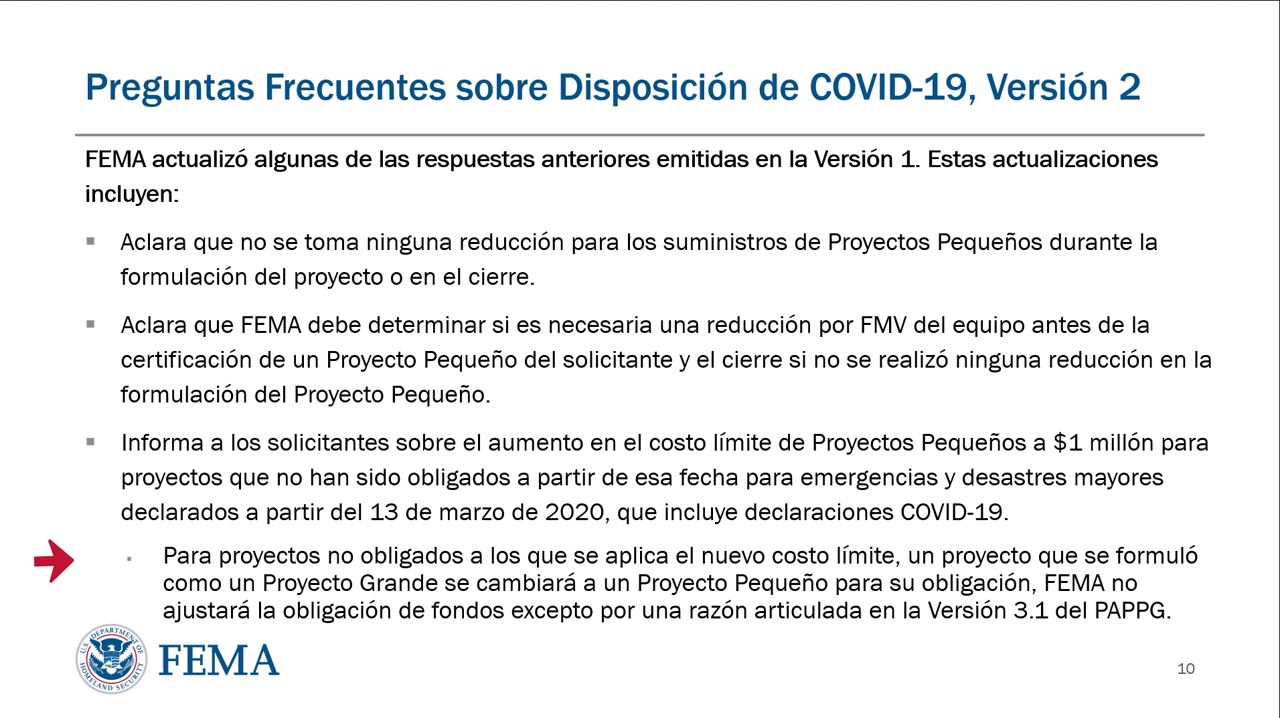 Preguntas Frecuentes sobre Disposición de COVID-19, Versión 2
FEMA actualizó algunas de las respuestas anteriores emitidas en la Versión 1. Estas actualizaciones
incluyen:
▪ Aclara que no se toma ninguna reducción para los suministros de Proyectos Pequeños durante la
formulación del proyecto o en el cierre.
▪ Aclara que FEMA debe determinar si es necesaria una reducción por FMV del equipo antes de la
certificación de un Proyecto Pequeño del solicitante y el cierre si no se realizó ninguna reducción en la
formulación del Proyecto Pequeño.
▪ Informa a los solicitantes sobre el aumento en el costo límite de Proyectos Pequeños a $1 millón para
proyectos que no han sido obligados a partir de esa fecha para emergencias y desastres mayores
declarados a partir del 13 de marzo de 2020, que incluye declaraciones COVID-19.
▪ Para proyectos no obligados a los que se aplica el nuevo costo límite, un proyecto que se formuló
como un Proyecto Grande se cambiará a un Proyecto Pequeño para su obligación, FEMA no
ajustará la obligación de fondos excepto por una razón articulada en la Versión 3.1 del PAPPG.
U.S. DEPARTMENT OF HOMELAND SECURITY
FEMA
10